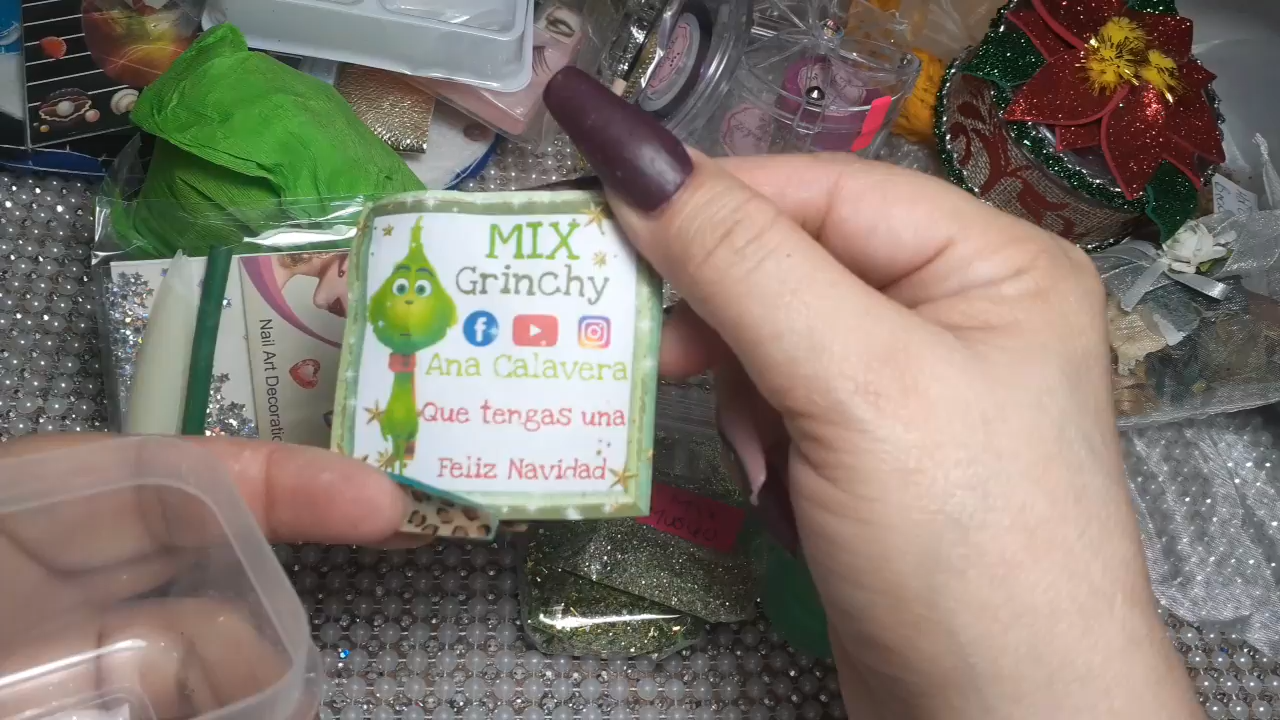 MIX
Grinchy
Ana Calavera
Que tengas una
Feliz Navidad
Nail Art Decoratio